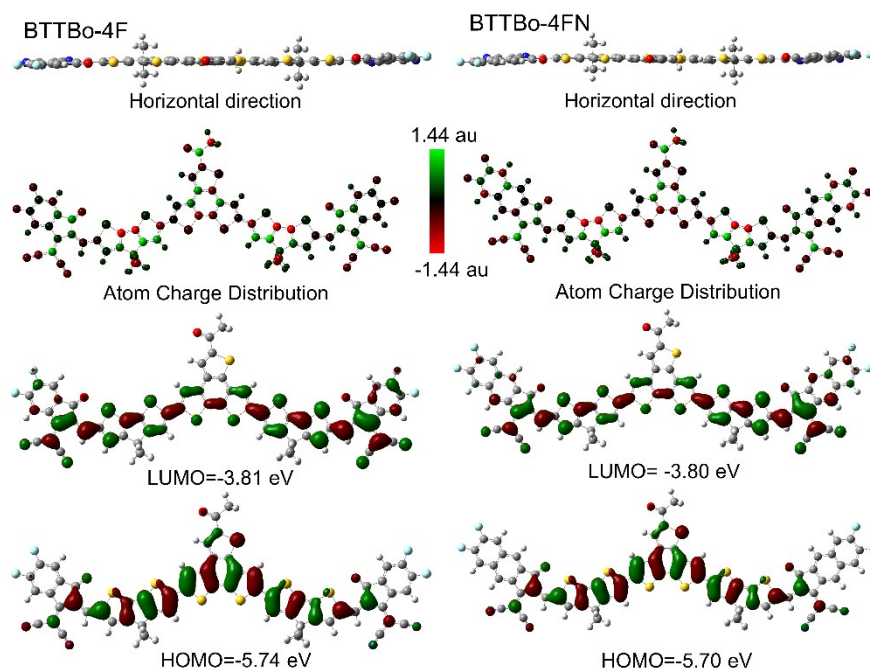 BTTBo-4F
BTTBo-4FN
Horizontal direction
Horizontal direction
1.44 au
-1.44 au
Atom Charge Distribution
Atom Charge Distribution
LUMO=-3.81 eV
LUMO= -3.80 eV
HOMO=-5.74 eV
HOMO=-5.70 eV